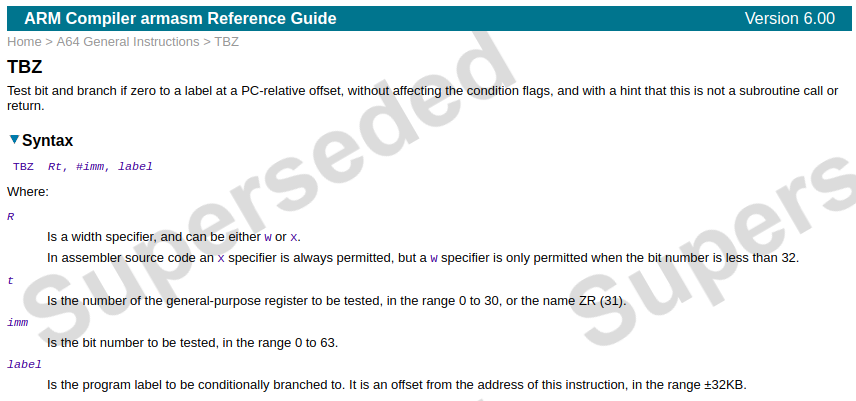 ARM Compiler armasm Reference Guide Version 6.00
Home > A64 General Instructions > TBZ
TBZ
Test bit and branch if zero to a label at a PC-relative offset, without affecting the condition flags, and with a hint that this is not a subroutine call or
return.
Syntax
TBZ Rt, #imm, label
Where:
R
Is a width specifier, and can be either W or X.
In assembler source code an X specifier is always permitted, but a W specifier is only permitted when the bit number is less than 32.
t
Is the number of the general-purpose register to be tested, in the range 0 to 30, or the name ZR (31).
imm
Is the bit number to be tested, in the range 0 to 63.
label
Is the program label to be conditionally branched to. It is an offset from the address of this instruction, in the range ±32KB.
Superseded
Supers